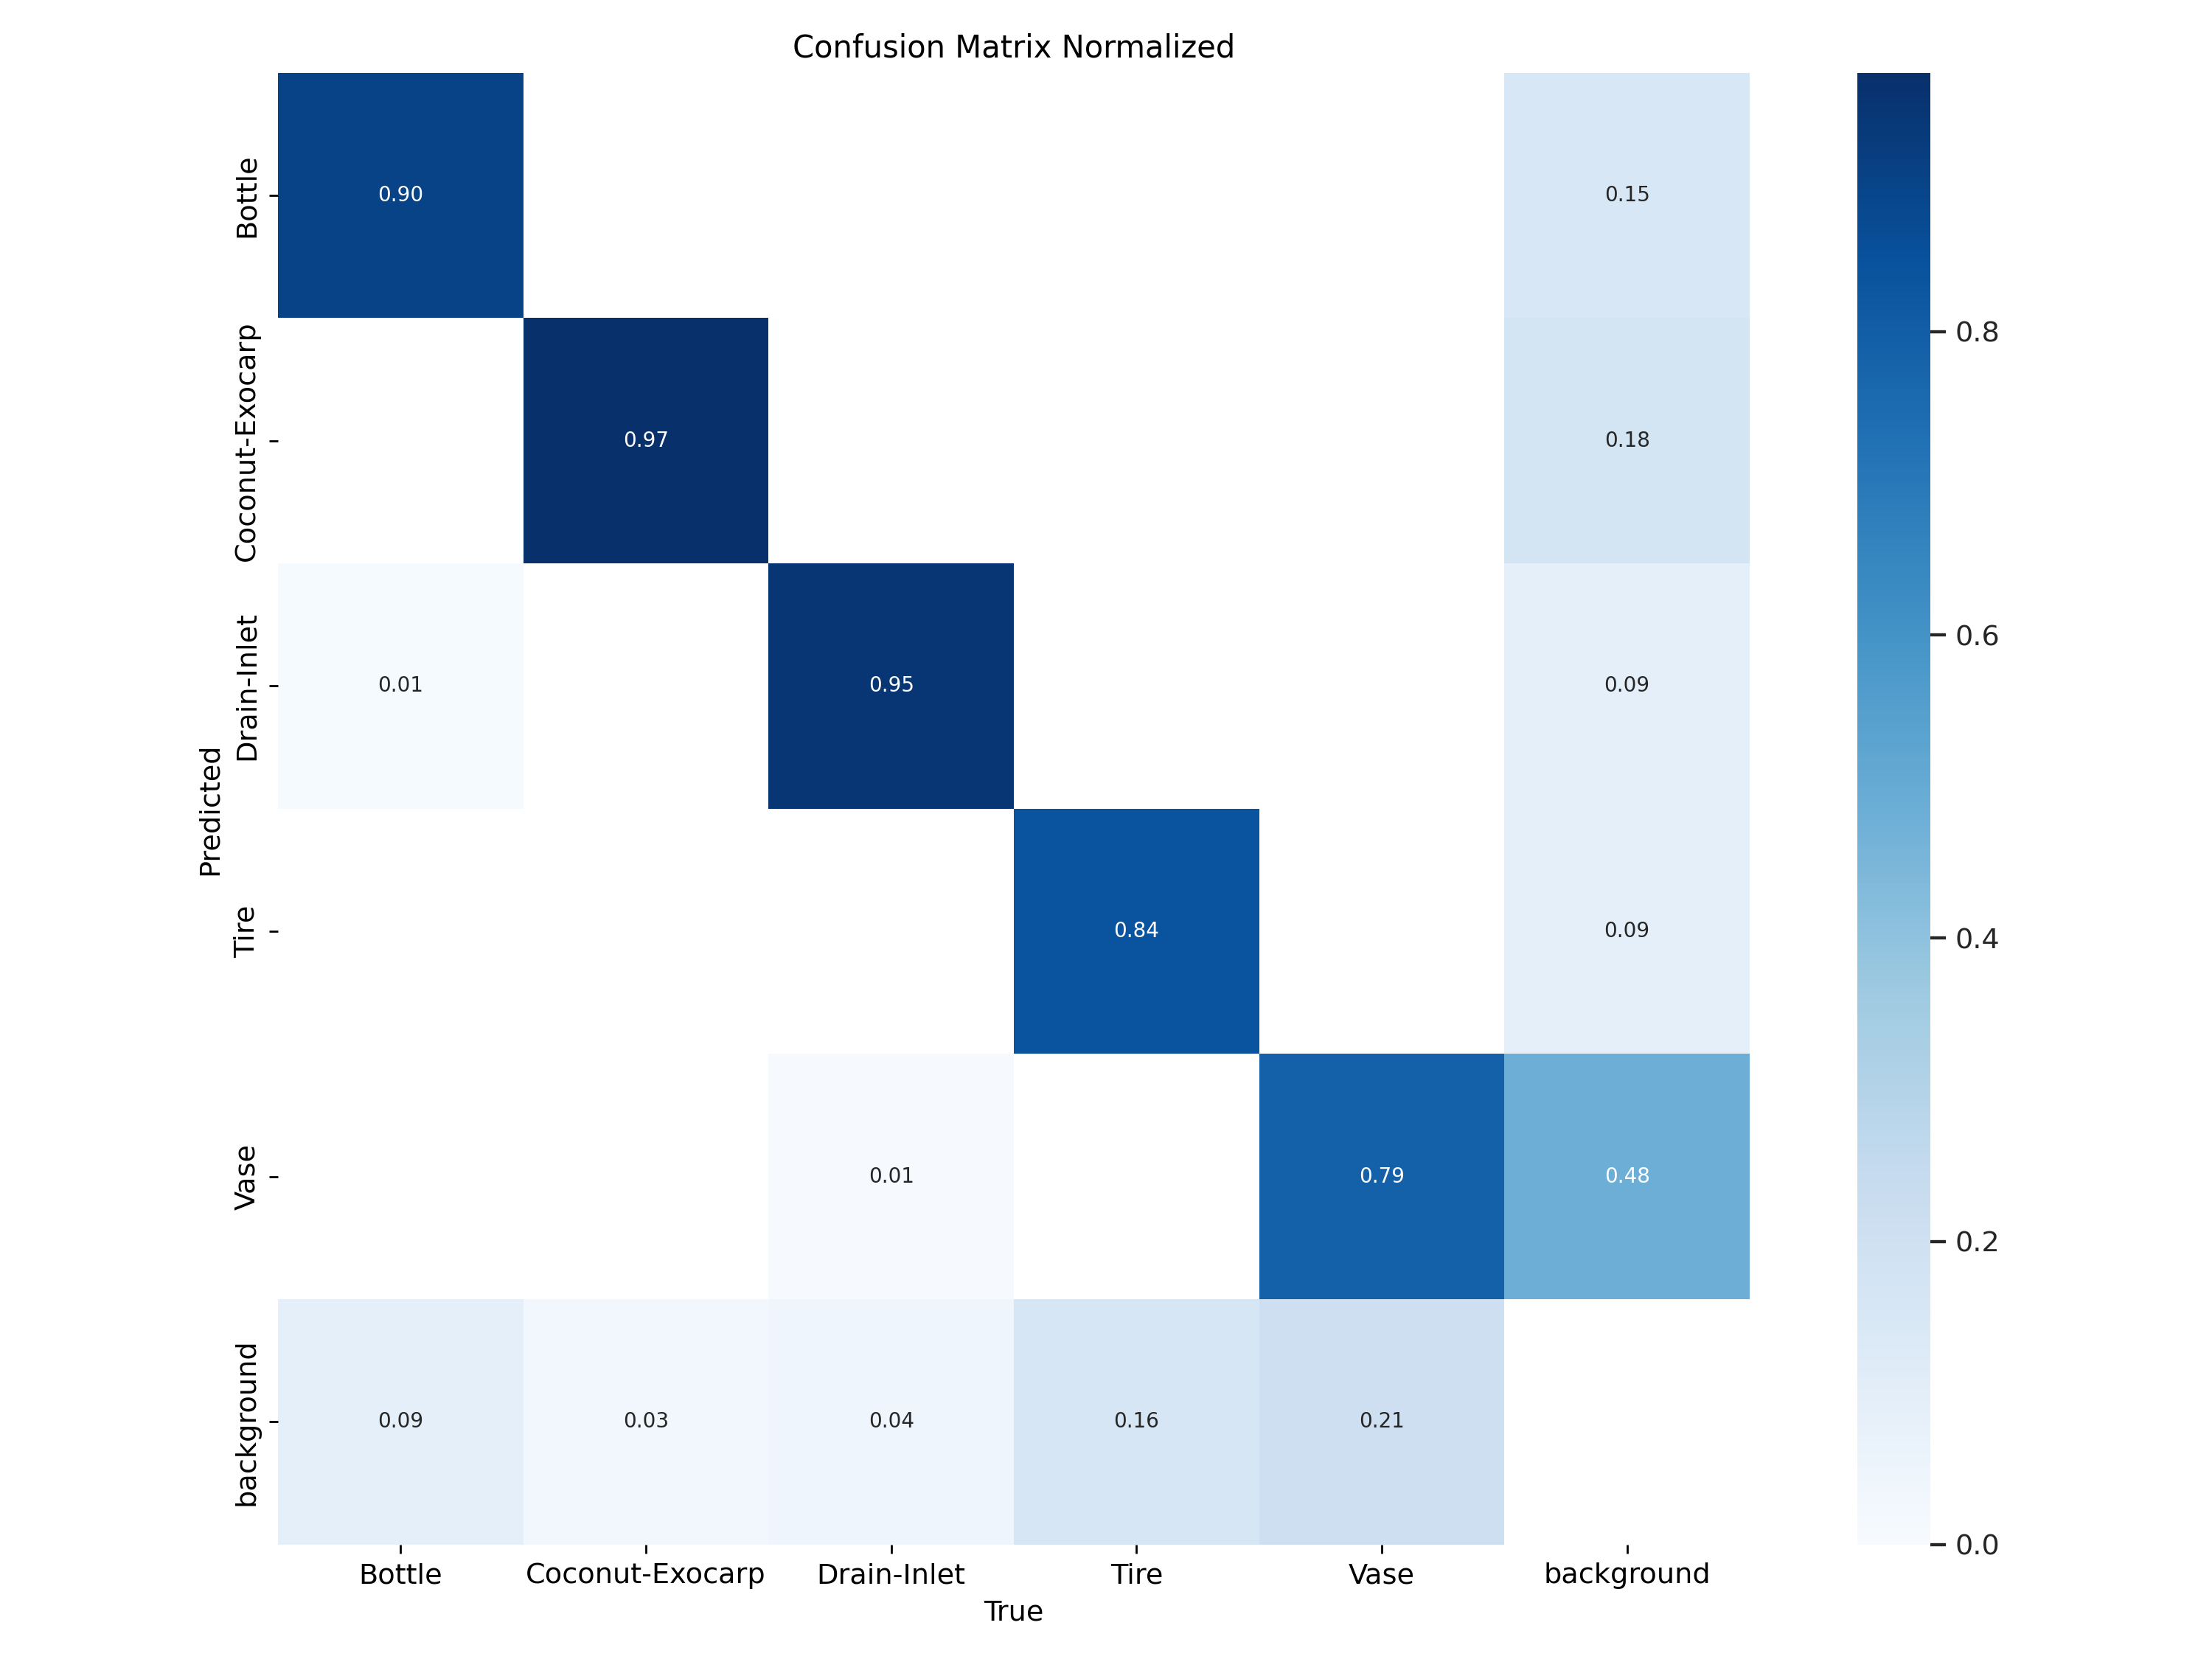 Confusion Matrix Normalized
Bottle
0.90
0.15
Coconut-Exocarp
0.97
0.18
Drain-Inlet
0.01
0.95
0.09
Tire
0.84
0.09
Vase
0.01
0.79
0.48
background
0.09
0.03
0.04
0.16
0.21
Predicted
Bottle
Coconut-Exocarp
Drain-Inlet
Tire
Vase
background
True
0.8
0.6
0.4
0.2
0.0